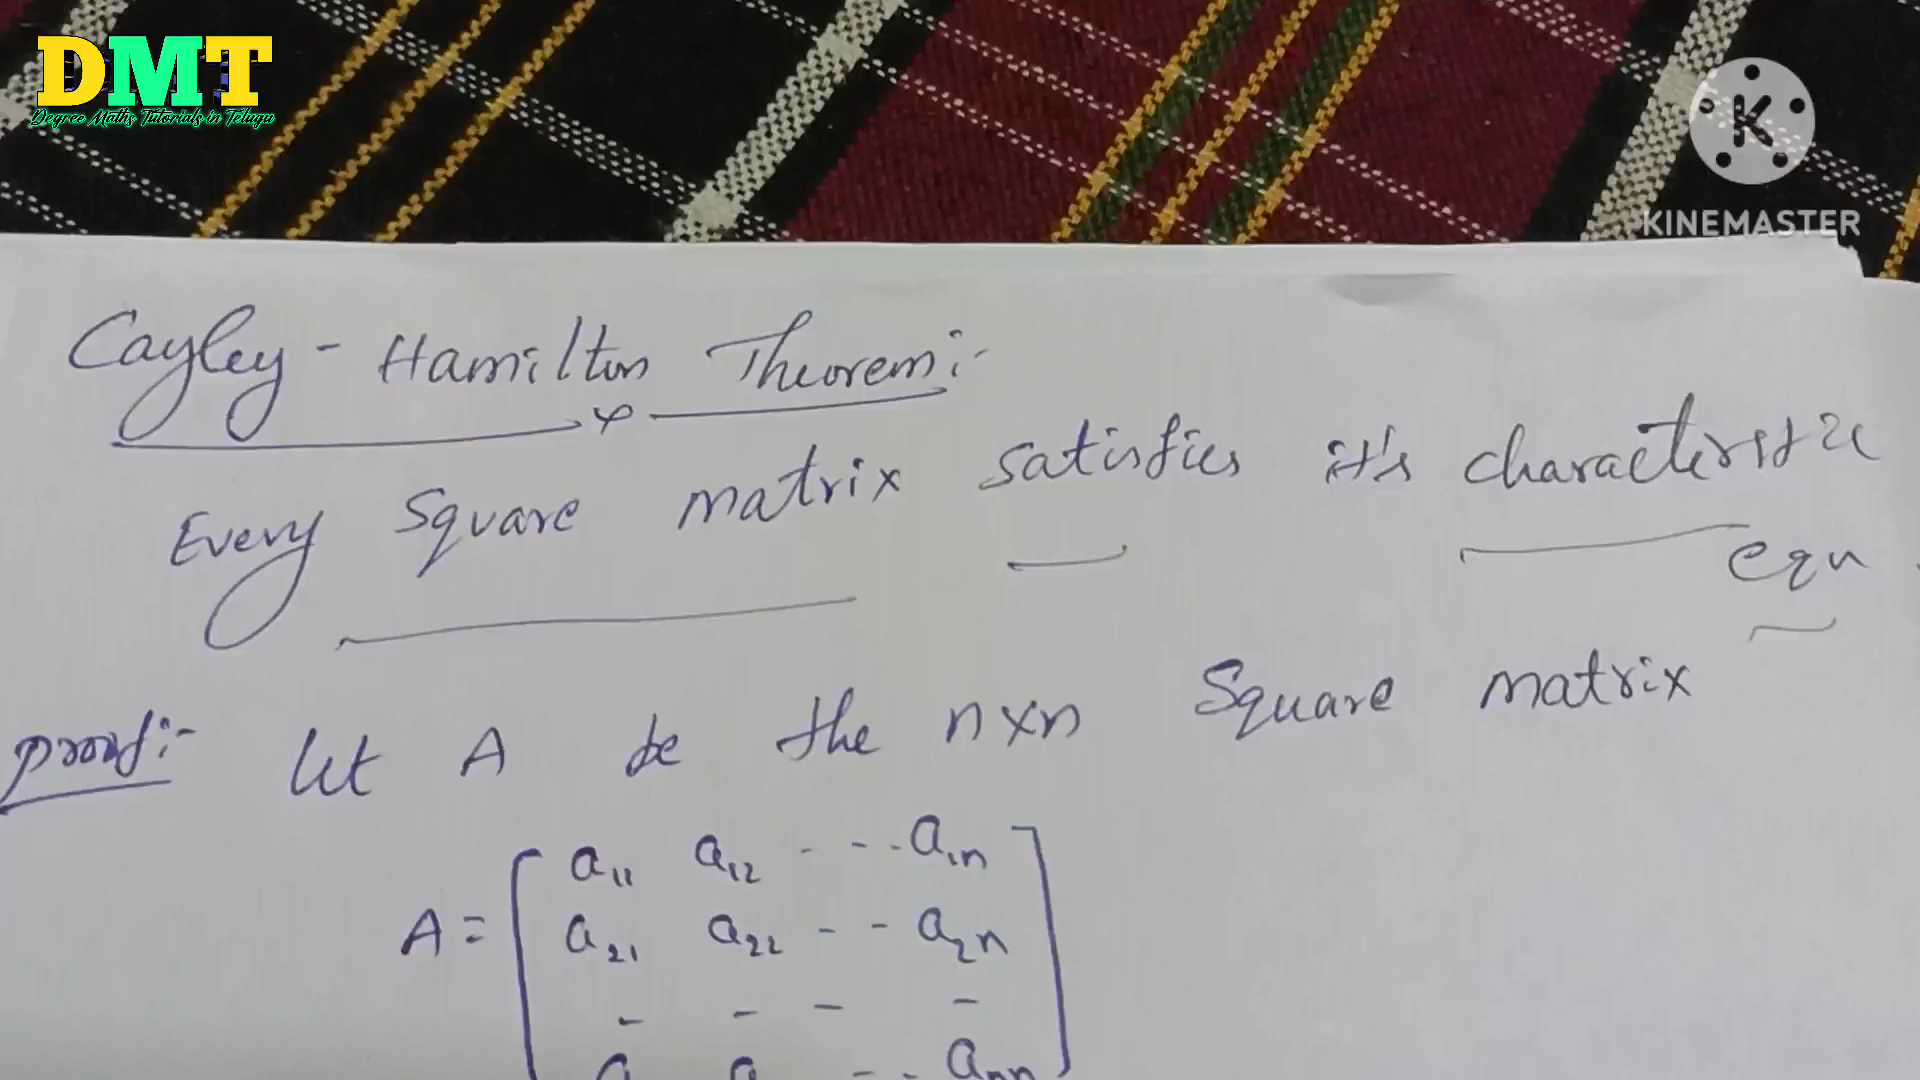 DMT
Degree Maths Tutorials in Telugu
K
KINEMASTER
Cayley - Hamilton Theorem:-
Every Square matrix satisfies it's characteristic
equ.
proof:- let A be the n×n Square matrix
A = [ a11 a12 - - - a1n ]
a21 a22 - - a2n
- - - -
a a - - ann